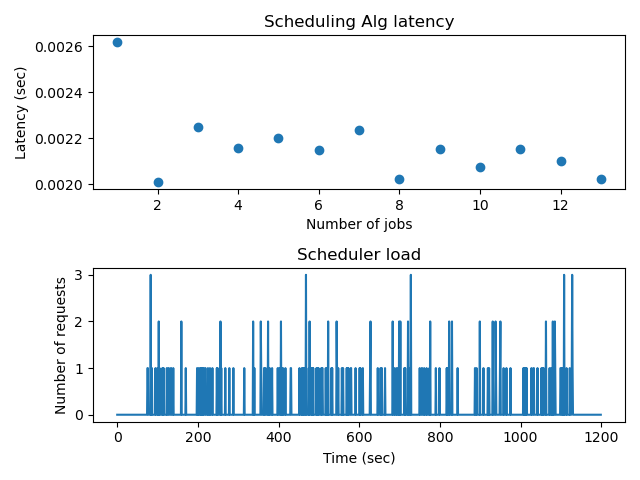 Scheduling Alg latency
0.0026
0.0024
0.0022
0.0020
Latency (sec)
2 4 6 8 10 12
Number of jobs
Scheduler load
3
2
1
0
Number of requests
0 200 400 600 800 1000 1200
Time (sec)